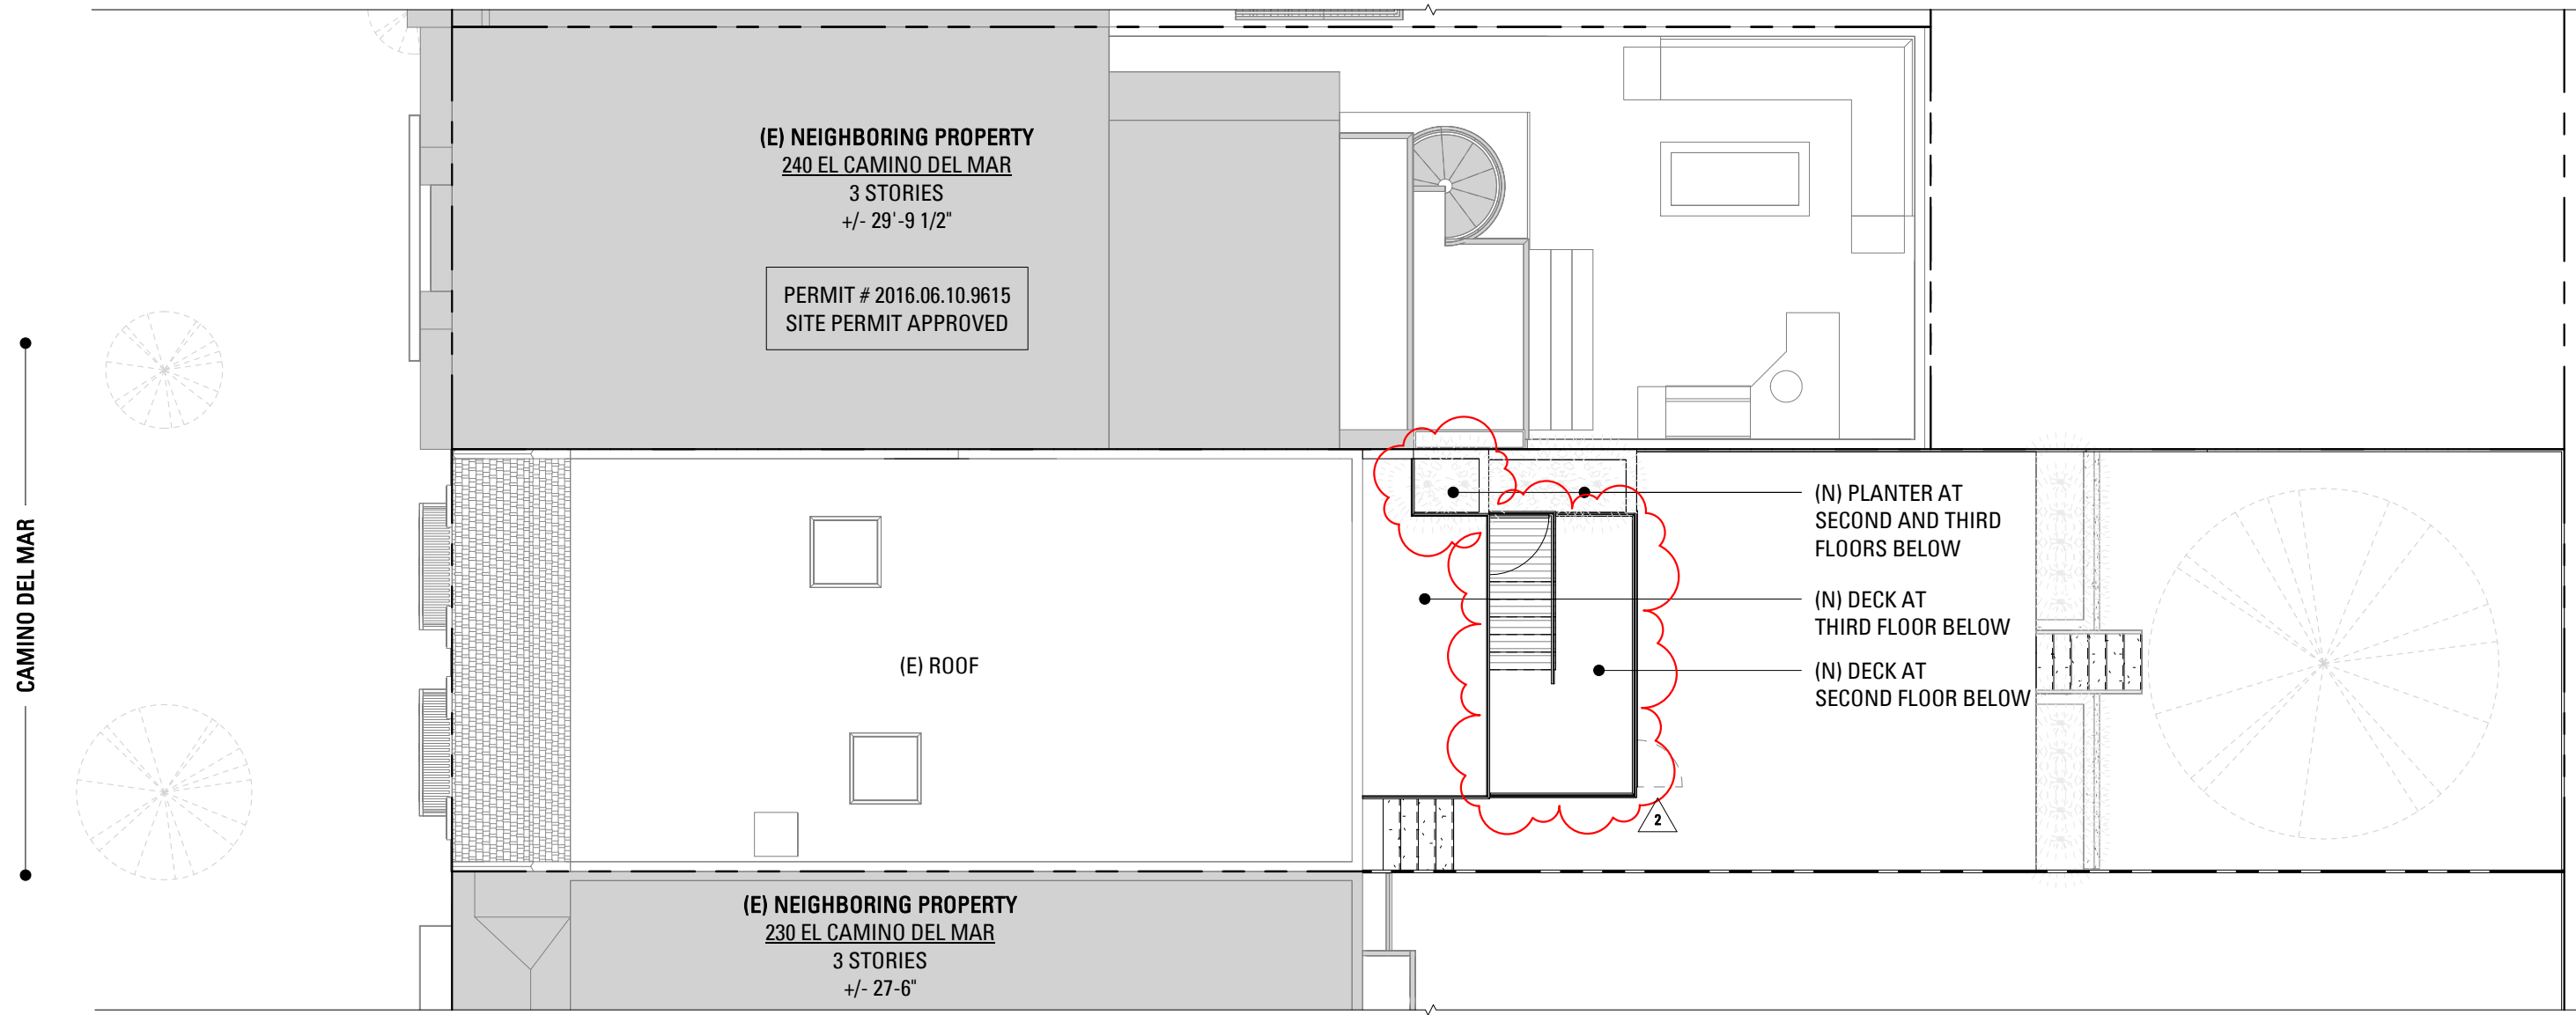 (E) NEIGHBORING PROPERTY
240 EL CAMINO DEL MAR
3 STORIES
+/- 29'-9 1/2"
PERMIT # 2016.06.10.9615
SITE PERMIT APPROVED
CAMINO DEL MAR
(E) ROOF
(N) PLANTER AT
SECOND AND THIRD
FLOORS BELOW
(N) DECK AT
THIRD FLOOR BELOW
(N) DECK AT
SECOND FLOOR BELOW
2
(E) NEIGHBORING PROPERTY
230 EL CAMINO DEL MAR
3 STORIES
+/- 27-6"